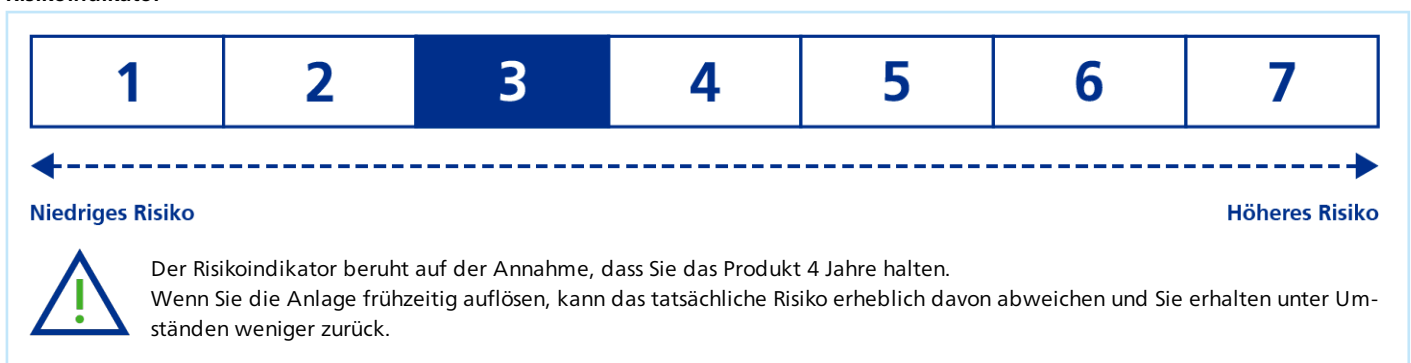 Risikoindikator
1 2 3 4 5 6 7
Niedriges Risiko Höheres Risiko
Der Risikoindikator beruht auf der Annahme, dass Sie das Produkt 4 Jahre halten.
Wenn Sie die Anlage frühzeitig auflösen, kann das tatsächliche Risiko erheblich davon abweichen und Sie erhalten unter Um-
ständen weniger zurück.